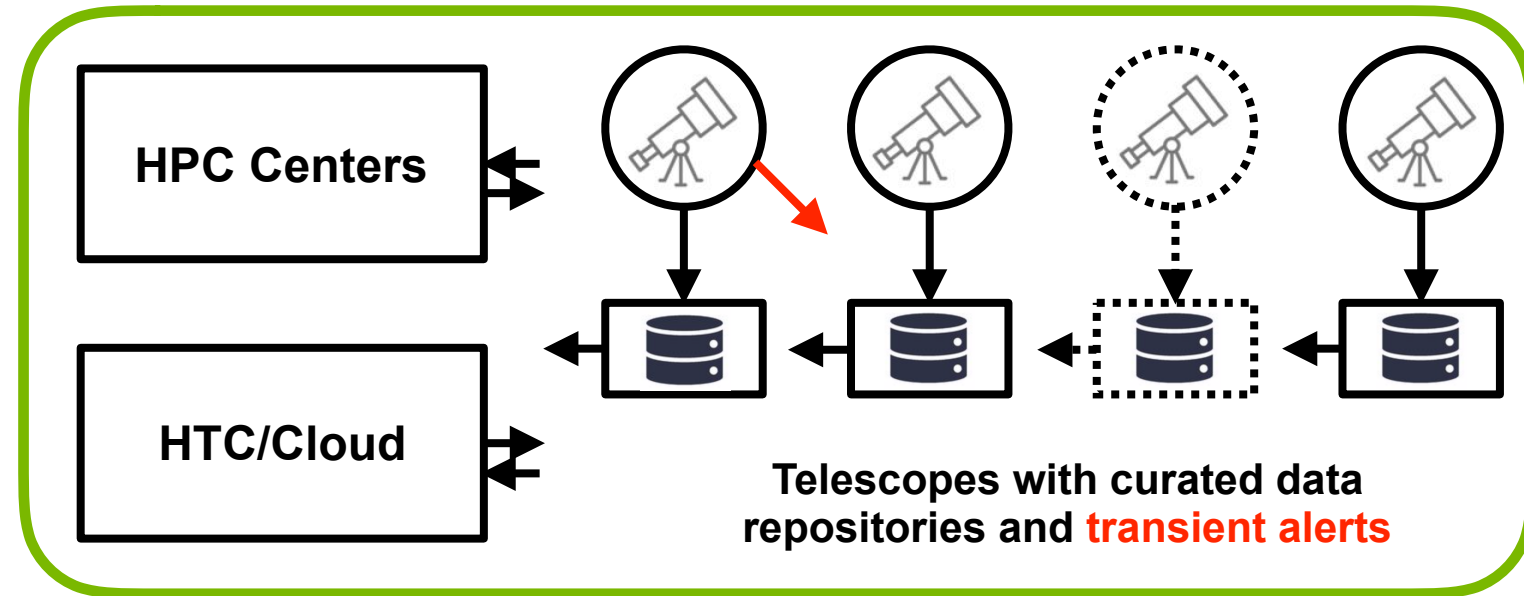 HPC Centers
HTC/Cloud
Telescopes with curated data
repositories and transient alerts